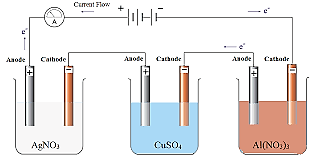 Current Flow
+
−
A
e⁻
e⁻
e⁻
Anode Cathode Anode Cathode Anode Cathode
+ − + − + −
AgNO₃ CuSO₄ Al(NO₃)₃